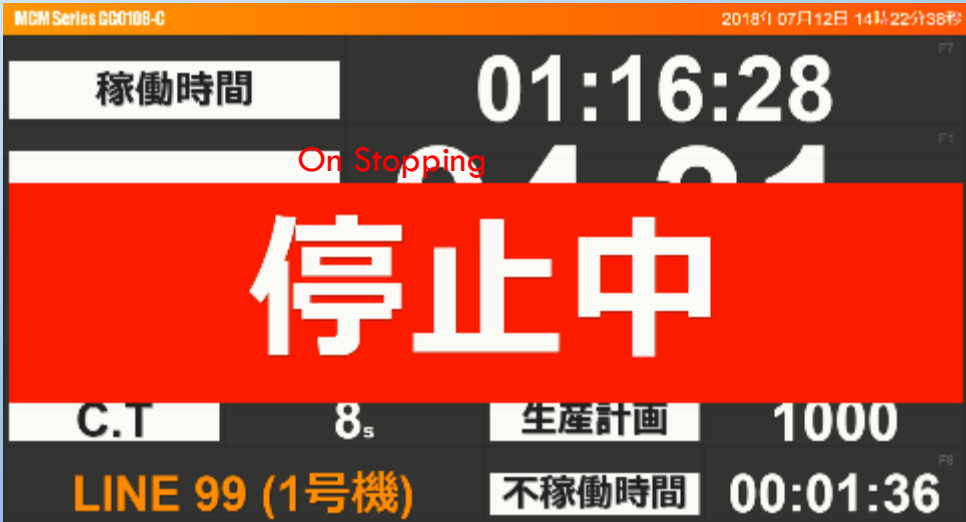 MCM Series GG0108-C 2018年07月12日 14時22分38秒
F7
稼働時間 01:16:28
F1
On Stopping
停止中
C.T 8s 生産計画 1000
F9
LINE 99 (1号機) 不稼働時間 00:01:36